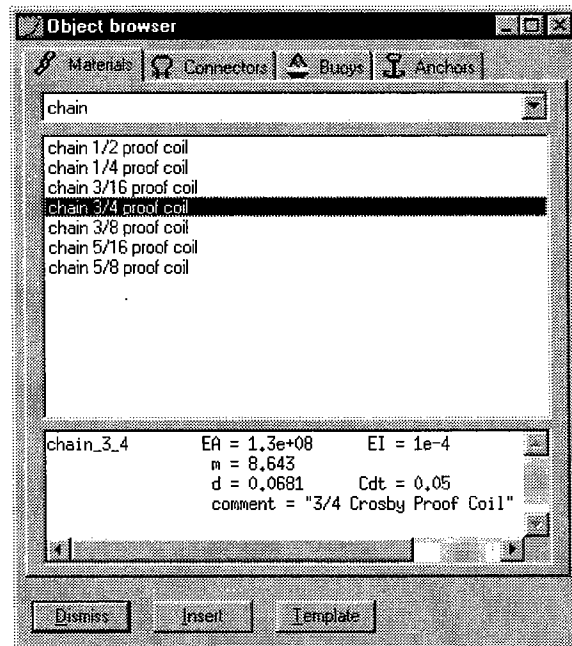 Object browser
Materials Connectors Buoys Anchors
chain
chain 1/2 proof coil
chain 1/4 proof coil
chain 3/16 proof coil
chain 3/4 proof coil
chain 3/8 proof coil
chain 5/16 proof coil
chain 5/8 proof coil
chain_3_4 EA = 1.3e+08 EI = 1e-4
m = 8.643
d = 0.0681 Cdt = 0.05
comment = "3/4 Crosby Proof Coil"
Dismiss Insert Template